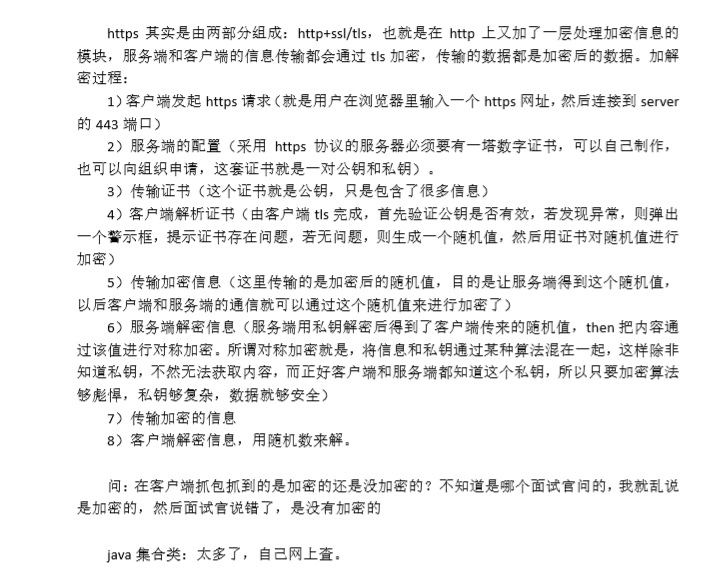 https 其实是由两部分组成：http+ssl/tls，也就是在 http 上又加了一层处理加密信息的
模块，服务端和客户端的信息传输都会通过 tls 加密，传输的数据都是加密后的数据。加解
密过程：
1）客户端发起 https 请求（就是用户在浏览器里输入一个 https 网址，然后连接到 server
的 443 端口）
2）服务端的配置（采用 https 协议的服务器必须要有一塔数字证书，可以自己制作，
也可以向组织申请，这套证书就是一对公钥和私钥）。
3）传输证书（这个证书就是公钥，只是包含了很多信息）
4）客户端解析证书（由客户端 tls 完成，首先验证公钥是否有效，若发现异常，则弹出
一个警示框，提示证书存在问题，若无问题，则生成一个随机值，然后用证书对随机值进行
加密）
5）传输加密信息（这里传输的是加密后的随机值，目的是让服务端得到这个随机值，
以后客户端和服务端的通信就可以通过这个随机值来进行加密了）
6）服务端解密信息（服务端用私钥解密后得到了客户端传来的随机值，then 把内容通
过该值进行对称加密。所谓对称加密就是，将信息和私钥通过某种算法混在一起，这样除非
知道私钥，不然无法获取内容，而正好客户端和服务端都知道这个私钥，所以只要加密算法
够彪悍，私钥够复杂，数据就够安全）
7）传输加密的信息
8）客户端解密信息，用随机数来解。
问：在客户端抓包抓到的是加密的还是没加密的？不知道是哪个面试官问的，我就乱说
是加密的，然后面试官说错了，是没有加密的
java 集合类：太多了，自己网上查。